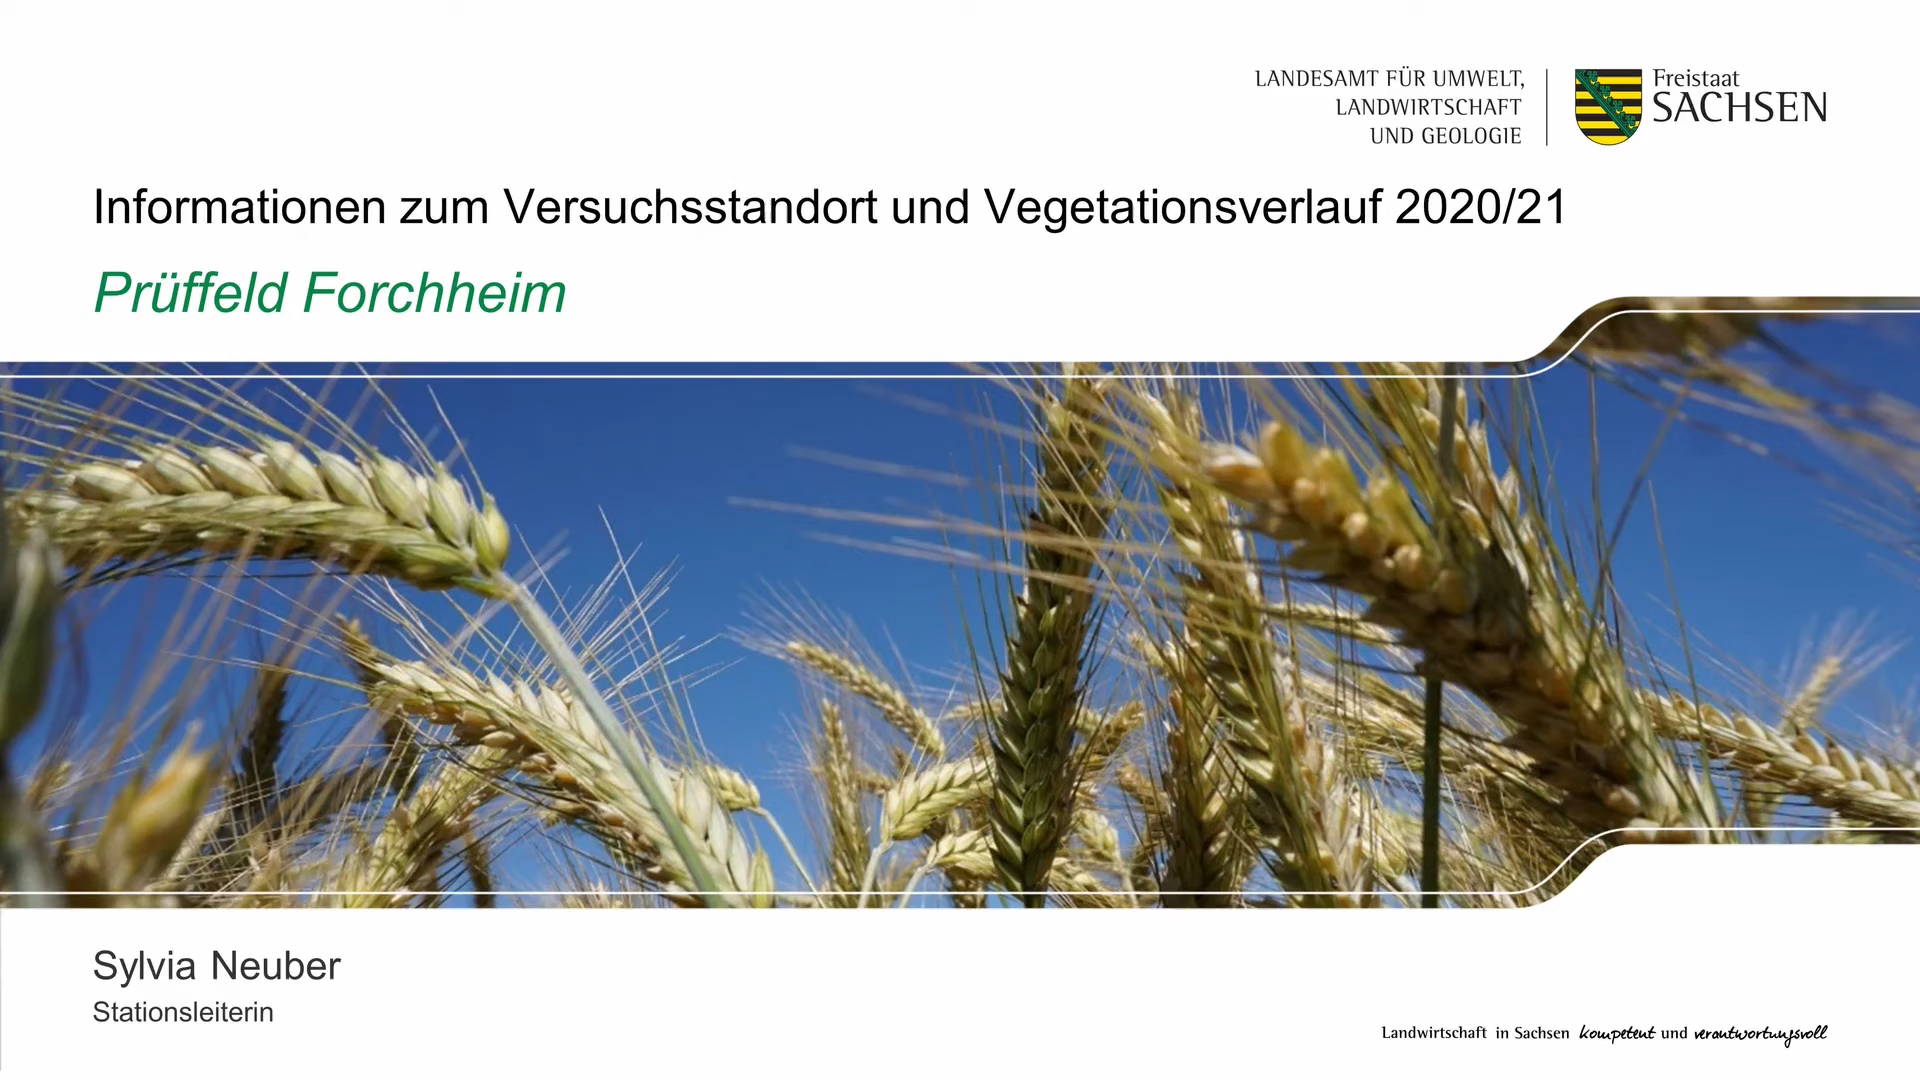 LANDESAMT FÜR UMWELT,
LANDWIRTSCHAFT
UND GEOLOGIE
Freistaat
SACHSEN
Informationen zum Versuchsstandort und Vegetationsverlauf 2020/21
Prüffeld Forchheim
Sylvia Neuber
Stationsleiterin
Landwirtschaft in Sachsen kompetent und verantwortungsvoll